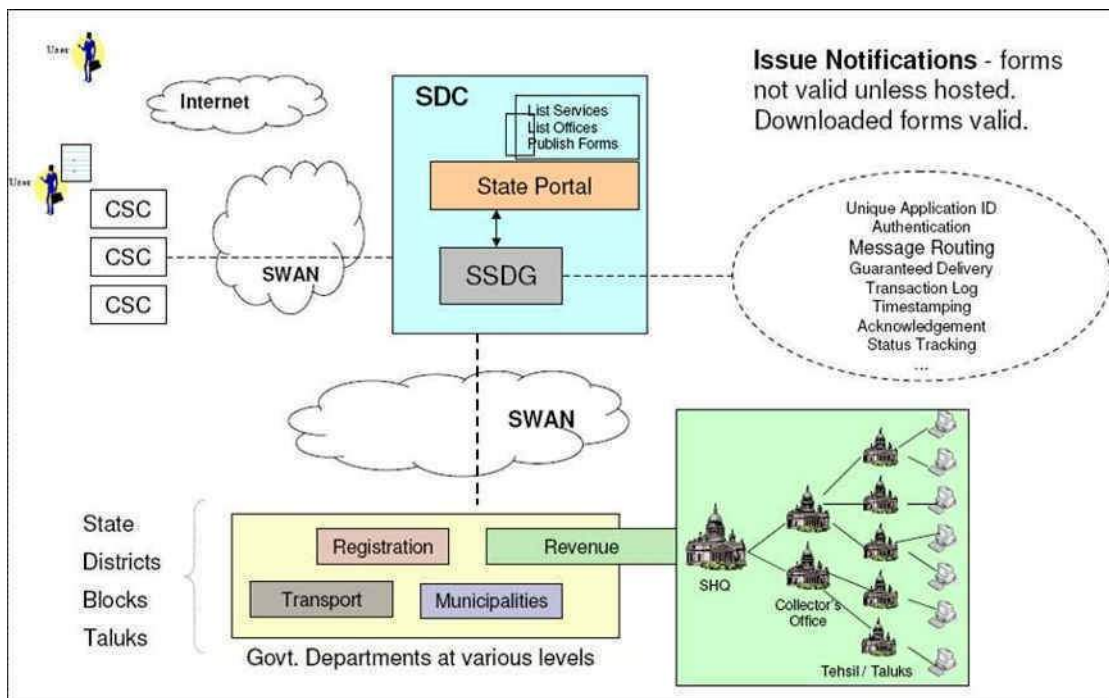 User
Internet
User
CSC
CSC
CSC
SWAN
SDC
List Services
List Offices
Publish Forms
State Portal
SSDG
Issue Notifications - forms
not valid unless hosted.
Downloaded forms valid.
Unique Application ID
Authentication
Message Routing
Guaranteed Delivery
Transaction Log
Timestamping
Acknowledgement
Status Tracking
...
SWAN
State
Districts
Blocks
Taluks
Registration
Revenue
Transport
Municipalities
Govt. Departments at various levels
SHQ
Collector's
Office
Tehsil / Taluks